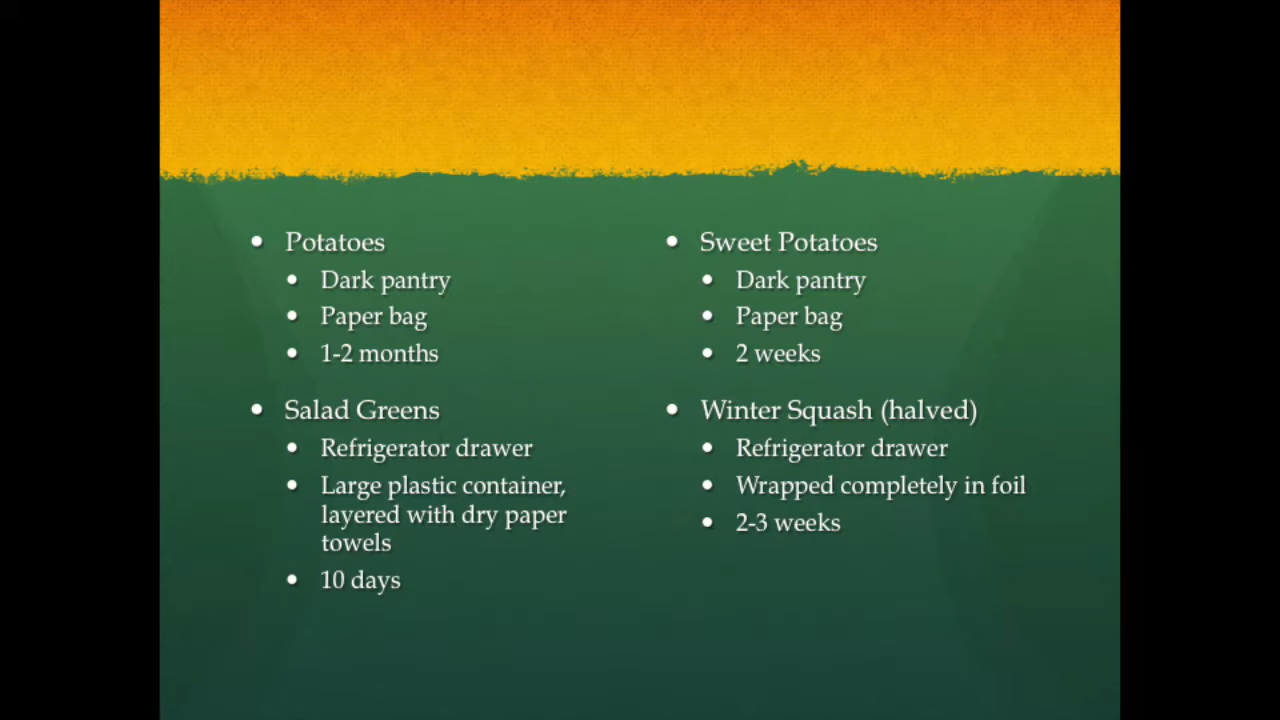 • Potatoes
• Dark pantry
• Paper bag
• 1-2 months
• Salad Greens
• Refrigerator drawer
• Large plastic container,
layered with dry paper
towels
• 10 days
• Sweet Potatoes
• Dark pantry
• Paper bag
• 2 weeks
• Winter Squash (halved)
• Refrigerator drawer
• Wrapped completely in foil
• 2-3 weeks